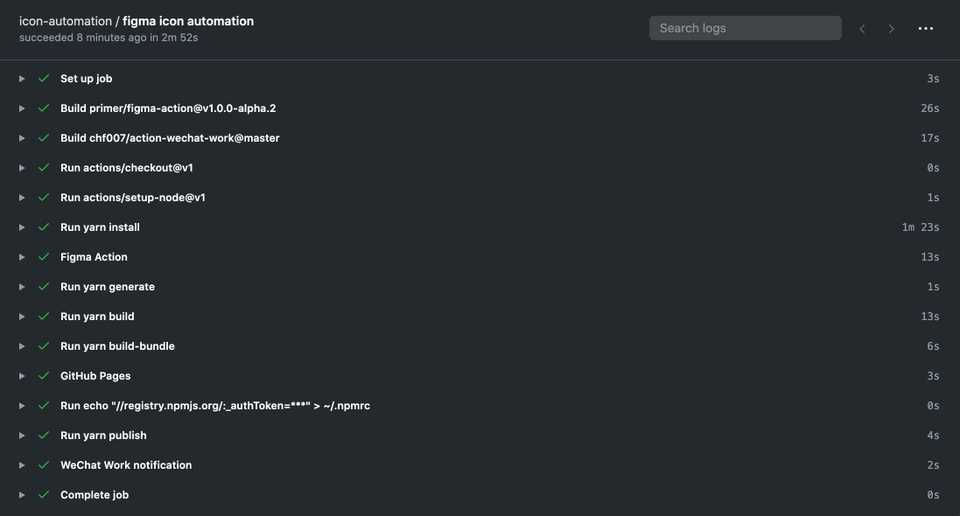 icon-automation / figma icon automation
succeeded 8 minutes ago in 2m 52s
Search logs
Set up job 3s
Build primer/figma-action@v1.0.0-alpha.2 26s
Build chf007/action-wechat-work@master 17s
Run actions/checkout@v1 0s
Run actions/setup-node@v1 1s
Run yarn install 1m 23s
Figma Action 13s
Run yarn generate 1s
Run yarn build 13s
Run yarn build-bundle 6s
GitHub Pages 3s
Run echo "//registry.npmjs.org/:_authToken=***" > ~/.npmrc 0s
Run yarn publish 4s
WeChat Work notification 2s
Complete job 0s